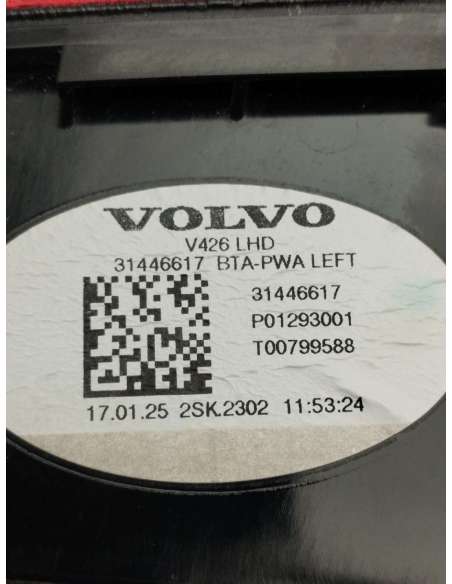 VOLVO
V426 LHD
31446617 BTA-PWA LEFT
31446617
P01293001
T00799588
17.01.25 2SK.2302 11:53:24